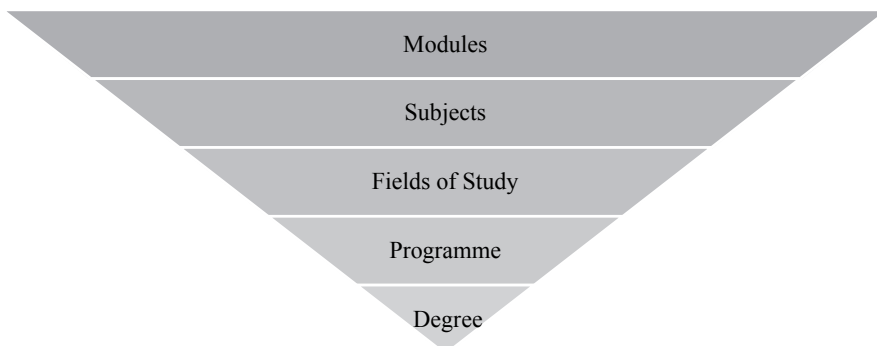 Modules
Subjects
Fields of Study
Programme
Degree